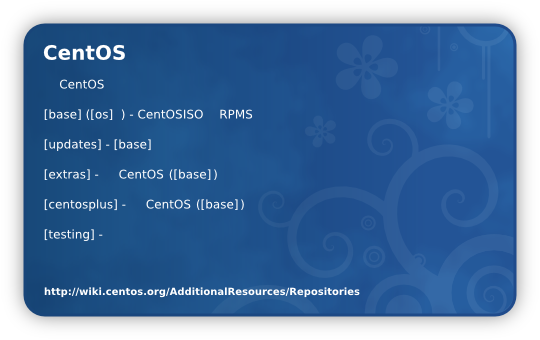 CentOS
CentOS
[base] ([os] ) - CentOSISO RPMS
[updates] - [base]
[extras] - CentOS ([base])
[centosplus] - CentOS ([base])
[testing] -
http://wiki.centos.org/AdditionalResources/Repositories